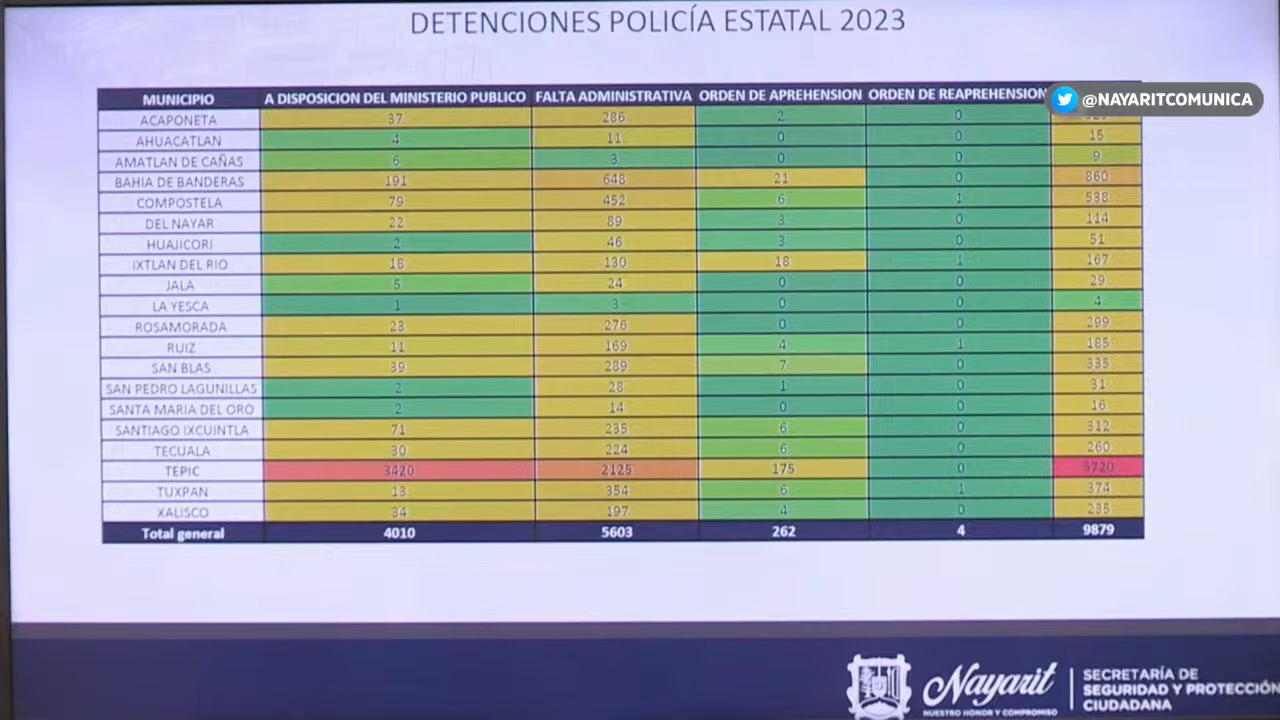 DETENCIONES POLICÍA ESTATAL 2023
MUNICIPIO A DISPOSICION DEL MINISTERIO PUBLICO FALTA ADMINISTRATIVA ORDEN DE APREHENSION ORDEN DE REAPREHENSION
@NAYARITCOMUNICA
ACAPONETA 37 286 2 0
AHUACATLAN 4 11 0 0 15
AMATLAN DE CAÑAS 6 3 0 0 9
BAHIA DE BANDERAS 191 648 21 0 860
COMPOSTELA 79 452 6 1 538
DEL NAYAR 22 89 3 0 114
HUAJICORI 2 46 3 0 51
IXTLAN DEL RIO 18 130 18 1 167
JALA 5 24 0 0 29
LA YESCA 1 3 0 0 4
ROSAMORADA 23 276 0 0 299
RUIZ 11 169 4 1 185
SAN BLAS 39 289 7 0 335
SAN PEDRO LAGUNILLAS 2 28 1 0 31
SANTA MARIA DEL ORO 2 14 0 0 16
SANTIAGO IXCUINTLA 71 235 6 0 312
TECUALA 30 224 6 0 260
TEPIC 3420 2125 175 0 5720
TUXPAN 13 354 6 1 374
XALISCO 34 197 4 0 235
Total general 4010 5603 262 4 9879
Nayarit
NUESTRO HONOR Y COMPROMISO
SECRETARÍA DE
SEGURIDAD Y PROTECCIÓN
CIUDADANA